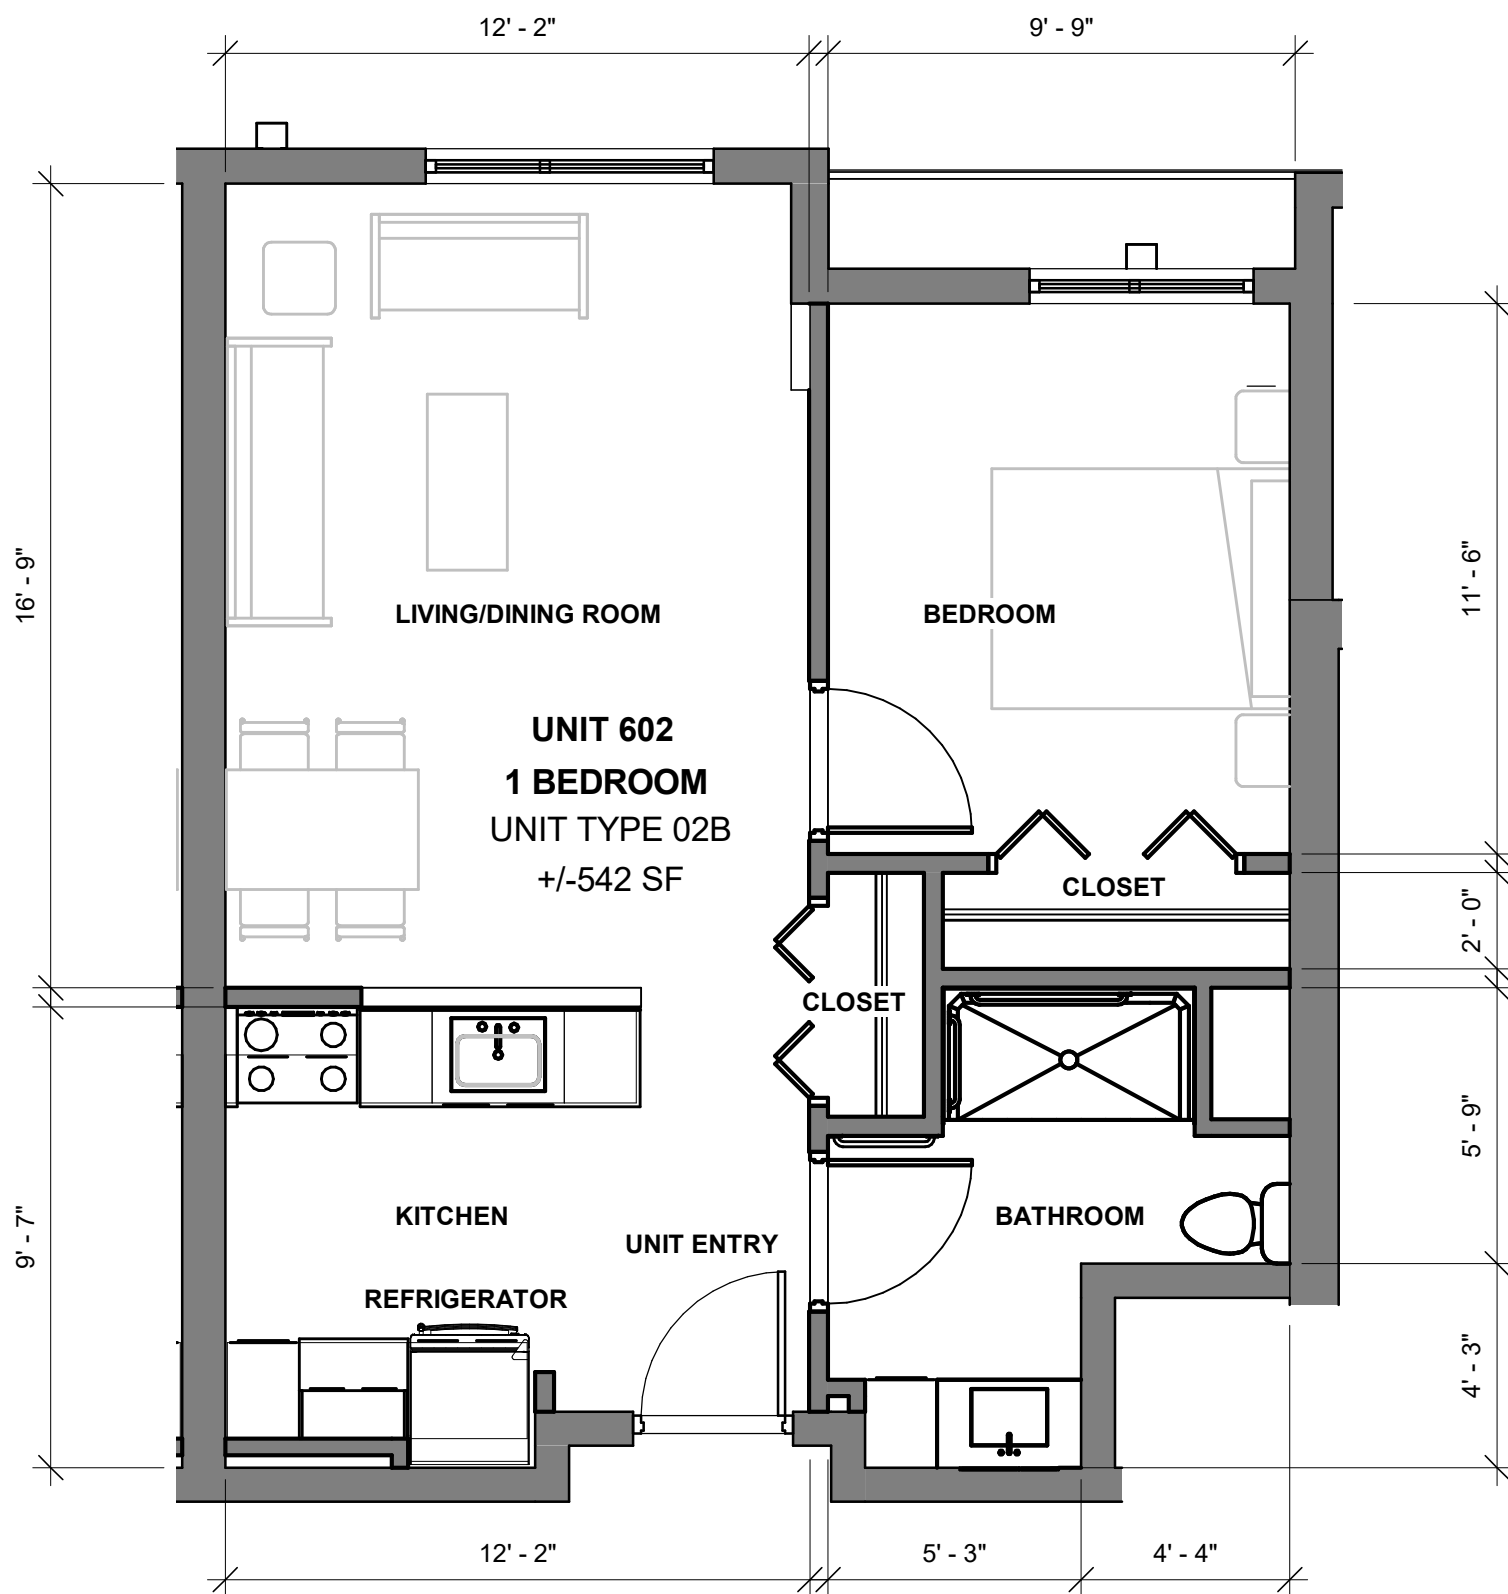 12' - 2"
9' - 9"
16' - 9"
11' - 6"
LIVING/DINING ROOM
BEDROOM
UNIT 602
1 BEDROOM
UNIT TYPE 02B
+/-542 SF
CLOSET
2' - 0"
CLOSET
5' - 9"
9' - 7"
KITCHEN
BATHROOM
UNIT ENTRY
REFRIGERATOR
4' - 3"
12' - 2"
5' - 3"
4' - 4"